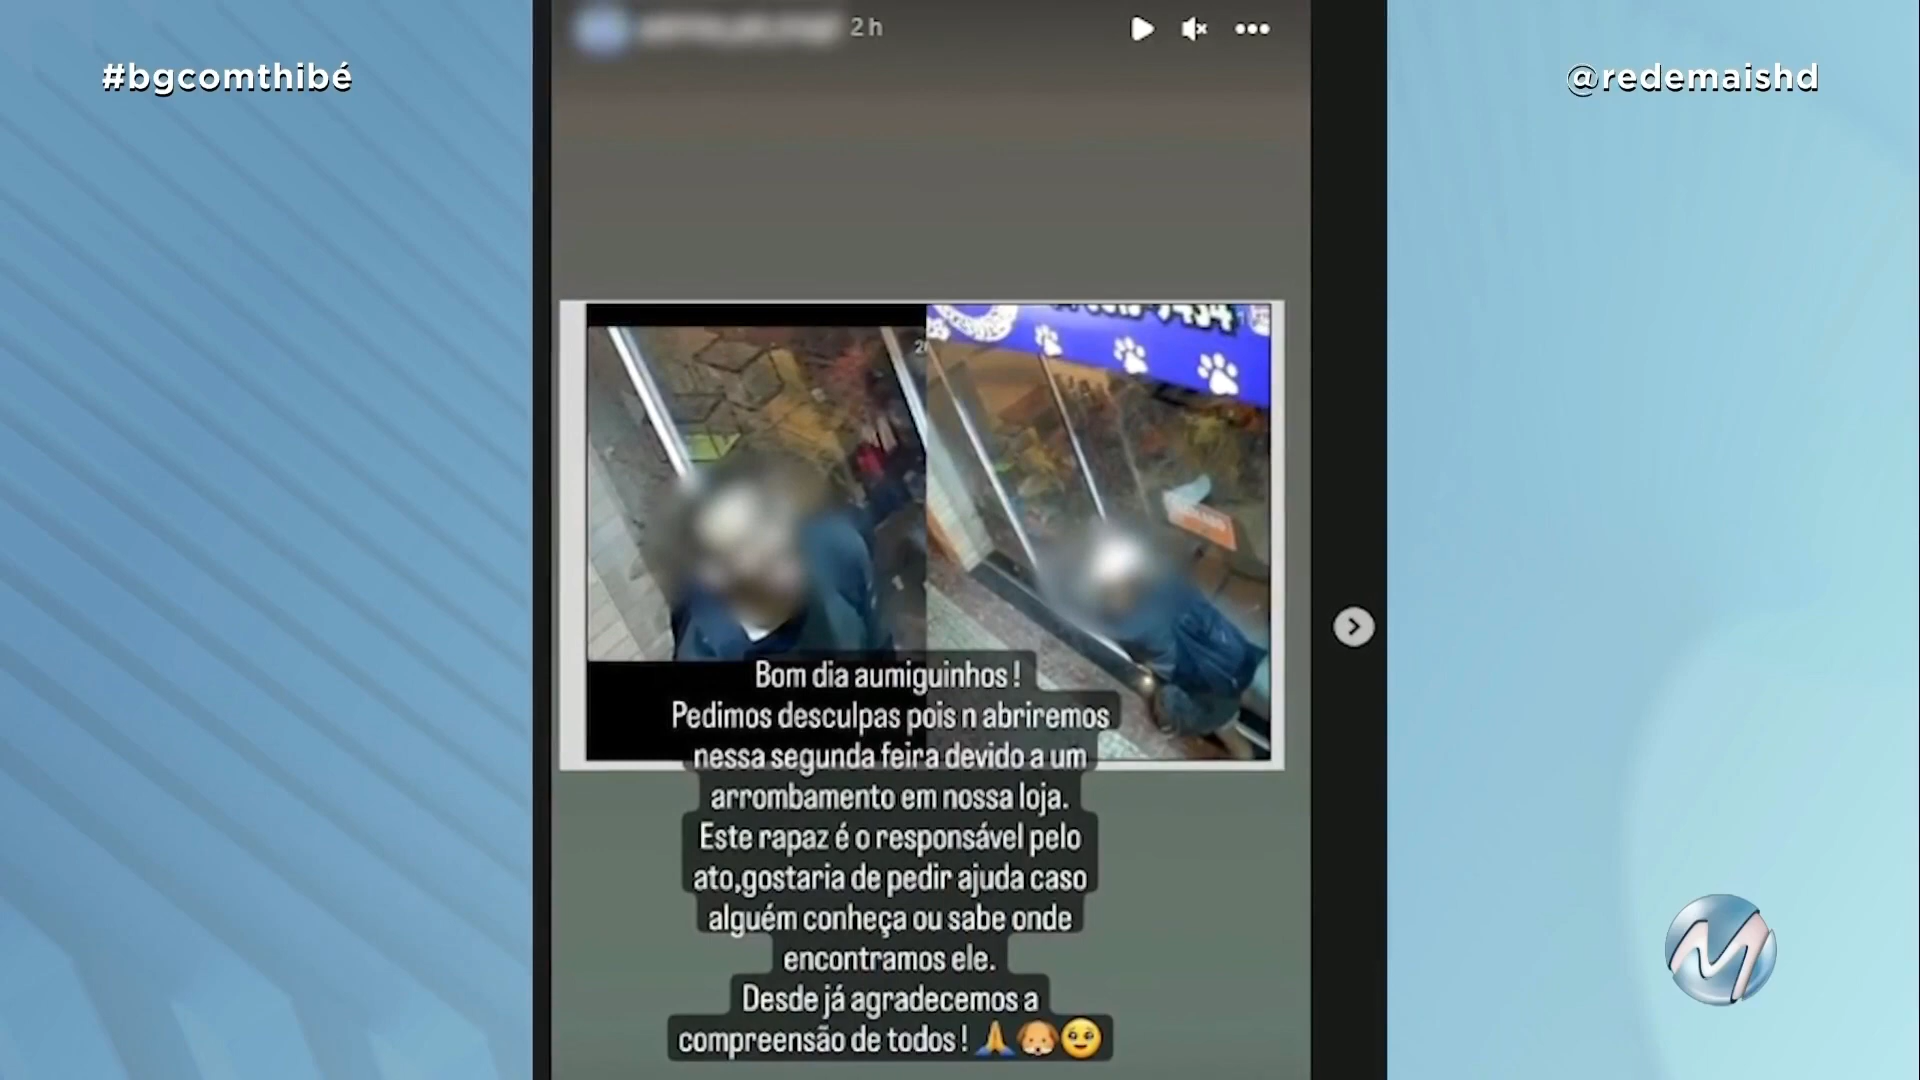 #bgcomthibé
@redemaishd
2 h
Bom dia aumiguinhos !
Pedimos desculpas pois n abriremos
nessa segunda feira devido a um
arrombamento em nossa loja.
Este rapaz é o responsável pelo
ato,gostaria de pedir ajuda caso
alguém conheça ou sabe onde
encontramos ele.
Desde já agradecemos a
compreensão de todos ! 🙏🐶🥹
M